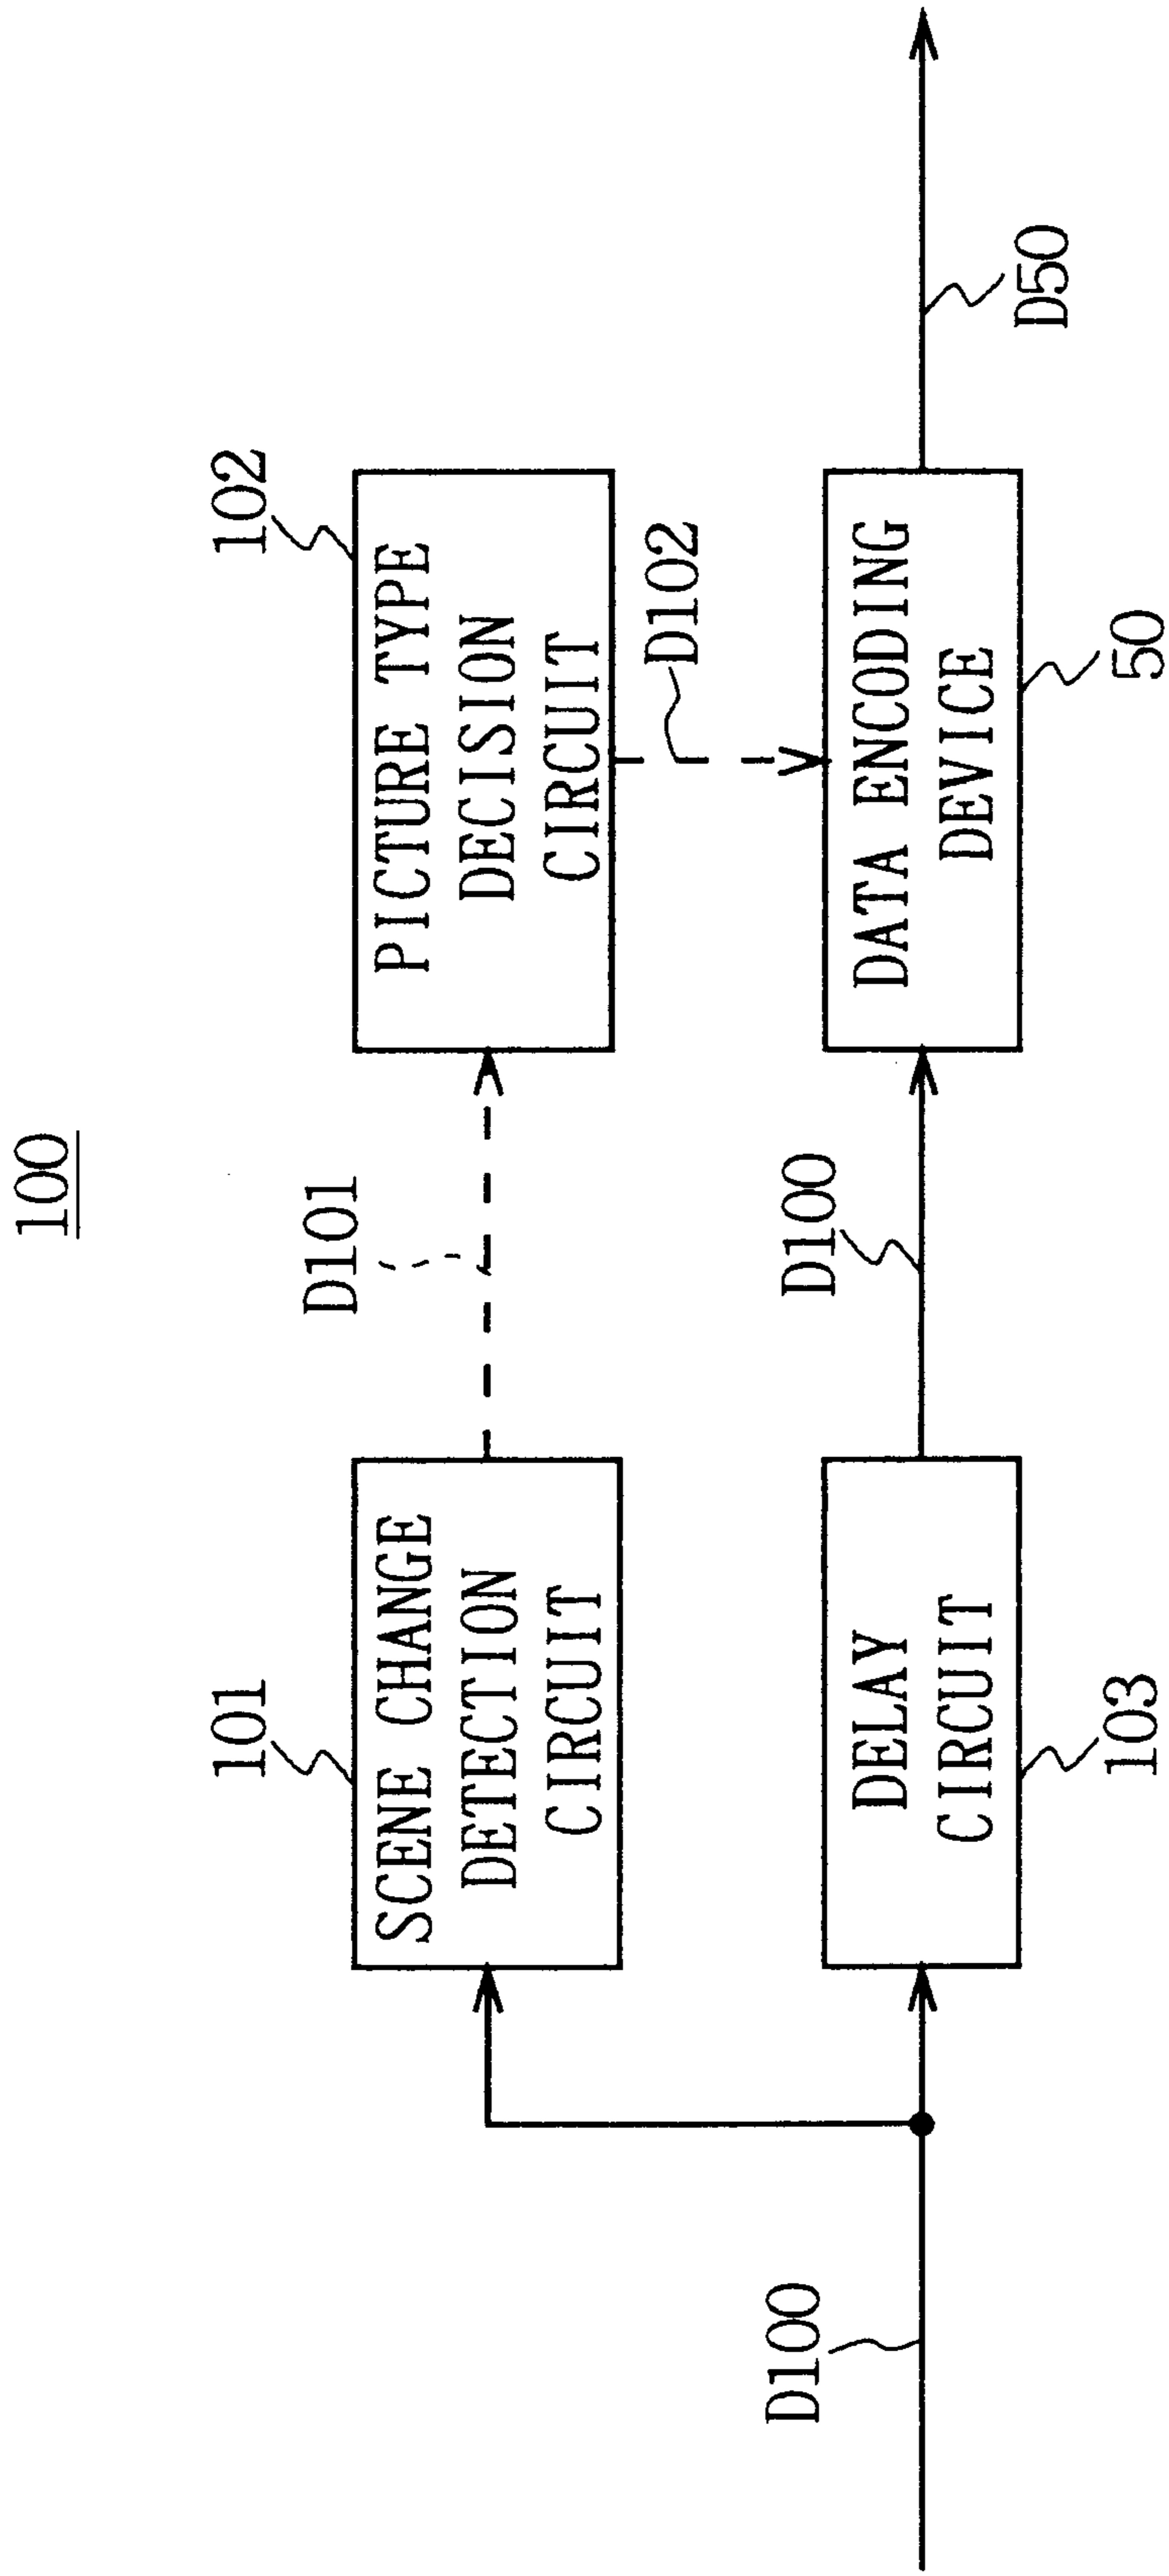 100
101
SCENE CHANGE
DETECTION
CIRCUIT
D101
102
PICTURE TYPE
DECISION
CIRCUIT
D102
D100
DELAY
CIRCUIT
103
D100
DATA ENCODING
DEVICE
50
D50